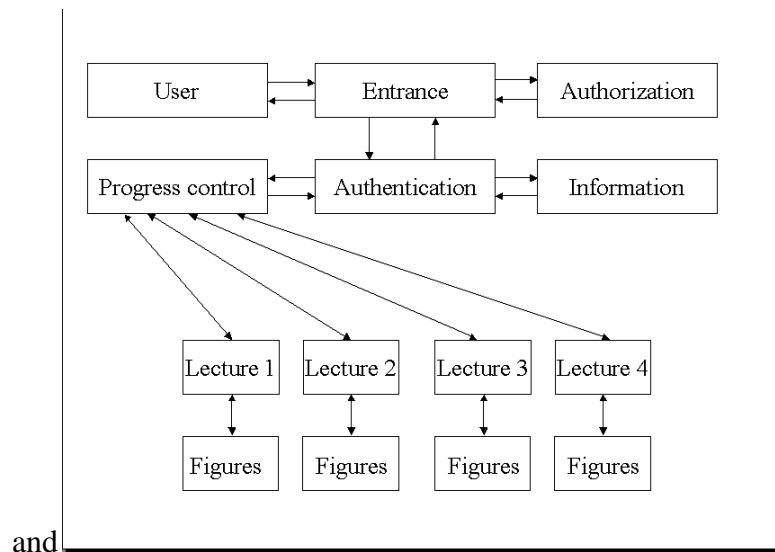 User Entrance Authorization
Progress control Authentication Information
Lecture 1 Lecture 2 Lecture 3 Lecture 4
Figures Figures Figures Figures
and